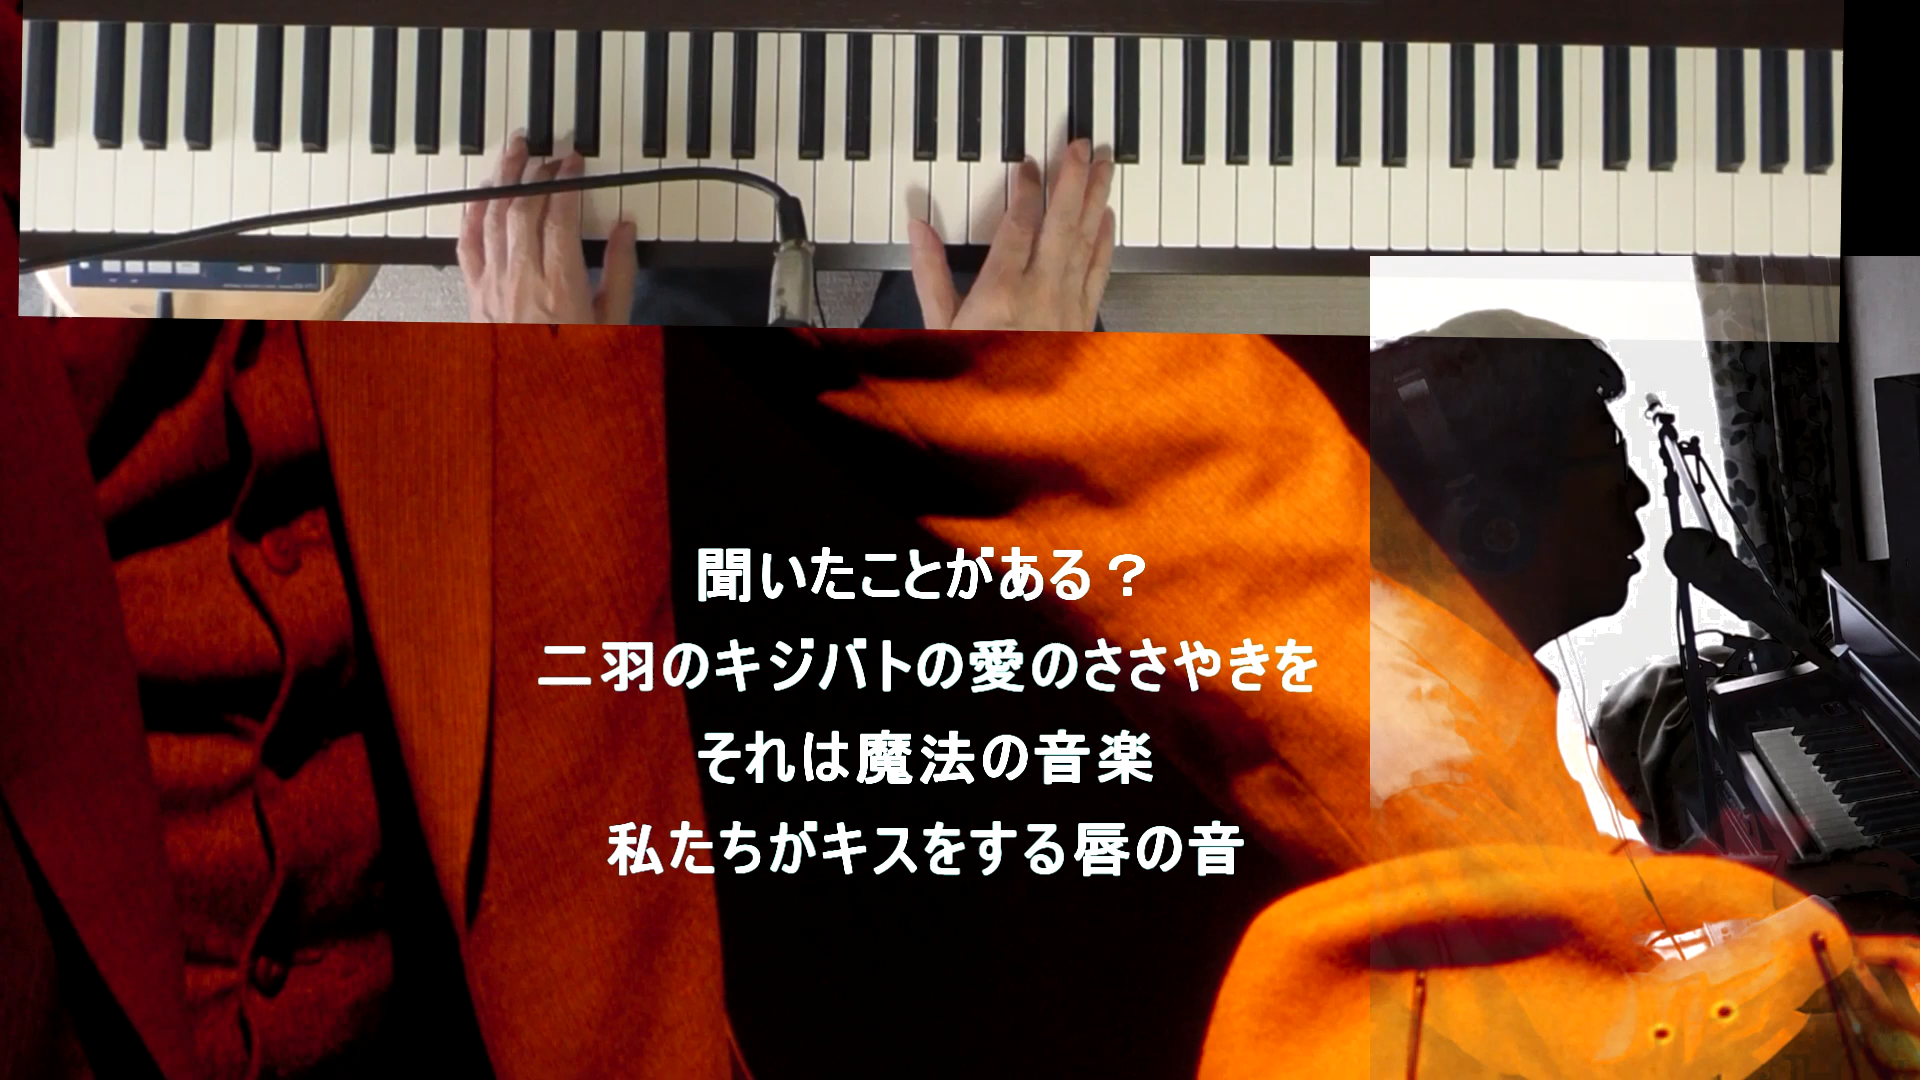 聞いたことがある？
二羽のキジバトの愛のささやきを
それは魔法の音楽
私たちがキスをする唇の音